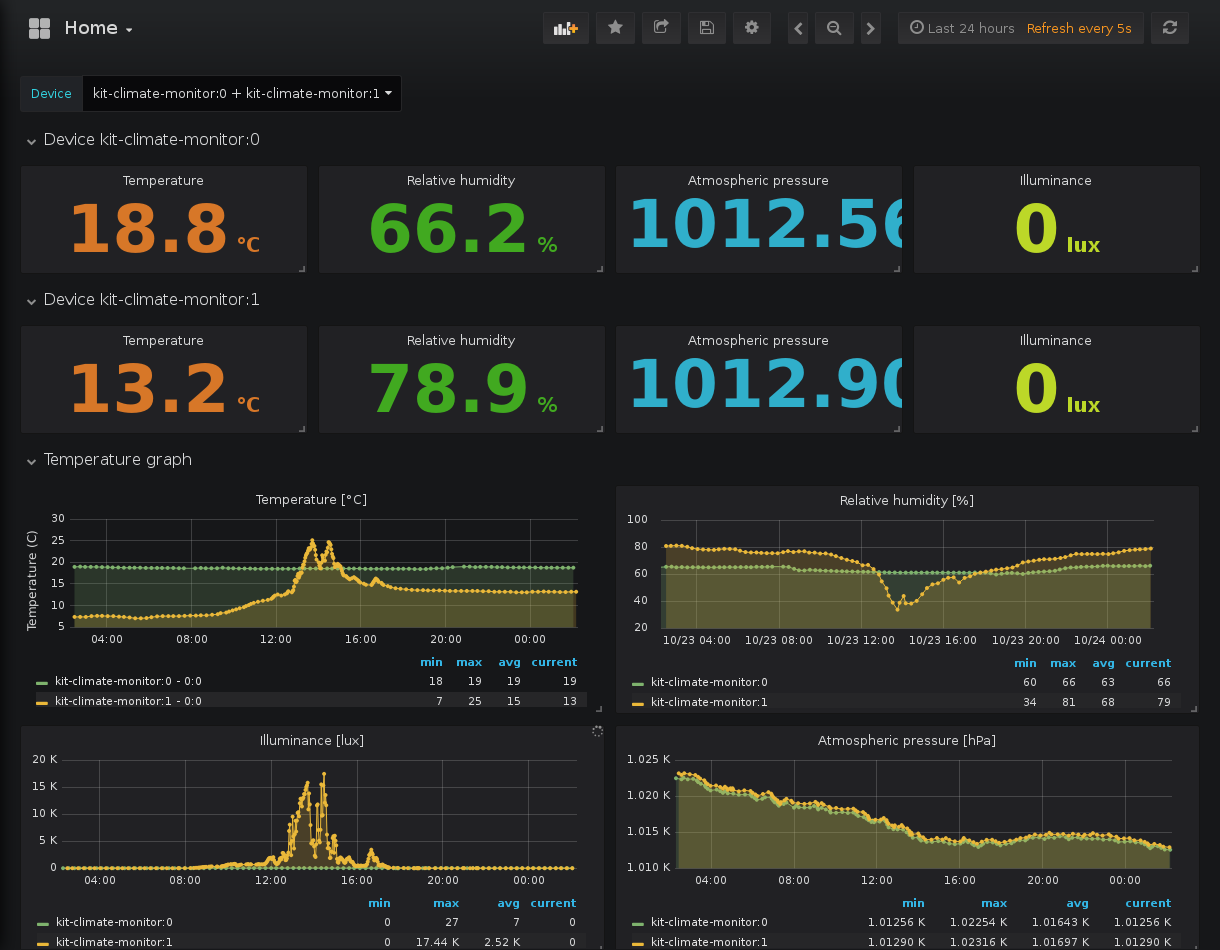 Home
Last 24 hours Refresh every 5s
Device kit-climate-monitor:0 + kit-climate-monitor:1
Device kit-climate-monitor:0
Temperature Relative humidity Atmospheric pressure Illuminance
18.8 °C 66.2 % 1012.56 0 lux
Device kit-climate-monitor:1
Temperature Relative humidity Atmospheric pressure Illuminance
13.2 °C 78.9 % 1012.90 0 lux
Temperature graph
Temperature [°C]
Temperature (C)
30
25
20
15
10
5
04:00 08:00 12:00 16:00 20:00 00:00
min max avg current
kit-climate-monitor:0 - 0:0 18 19 19 19
kit-climate-monitor:1 - 0:0 7 25 15 13
Relative humidity [%]
100
80
60
40
20
10/23 04:00 10/23 08:00 10/23 12:00 10/23 16:00 10/23 20:00 10/24 00:00
min max avg current
kit-climate-monitor:0 60 66 63 66
kit-climate-monitor:1 34 81 68 79
Illuminance [lux]
20 K
15 K
10 K
5 K
0
04:00 08:00 12:00 16:00 20:00 00:00
min max avg current
kit-climate-monitor:0 0 27 7 0
kit-climate-monitor:1 0 17.44 K 2.52 K 0
Atmospheric pressure [hPa]
1.025 K
1.020 K
1.015 K
1.010 K
04:00 08:00 12:00 16:00 20:00 00:00
min max avg current
kit-climate-monitor:0 1.01256 K 1.02254 K 1.01643 K 1.01256 K
kit-climate-monitor:1 1.01290 K 1.02316 K 1.01697 K 1.01290 K